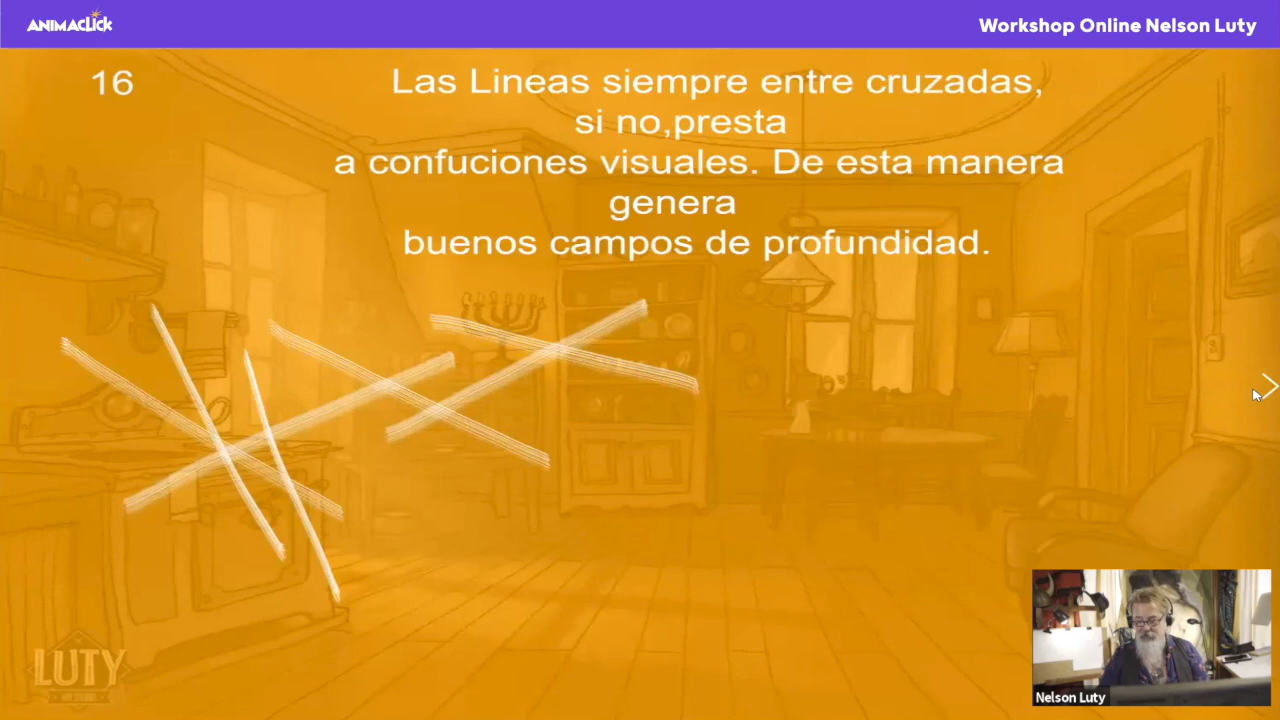 ANIMACLICK
Workshop Online Nelson Luty
16
Las Lineas siempre entre cruzadas,
si no,presta
a confuciones visuales. De esta manera
genera
buenos campos de profundidad.
LUTY
Nelson Luty